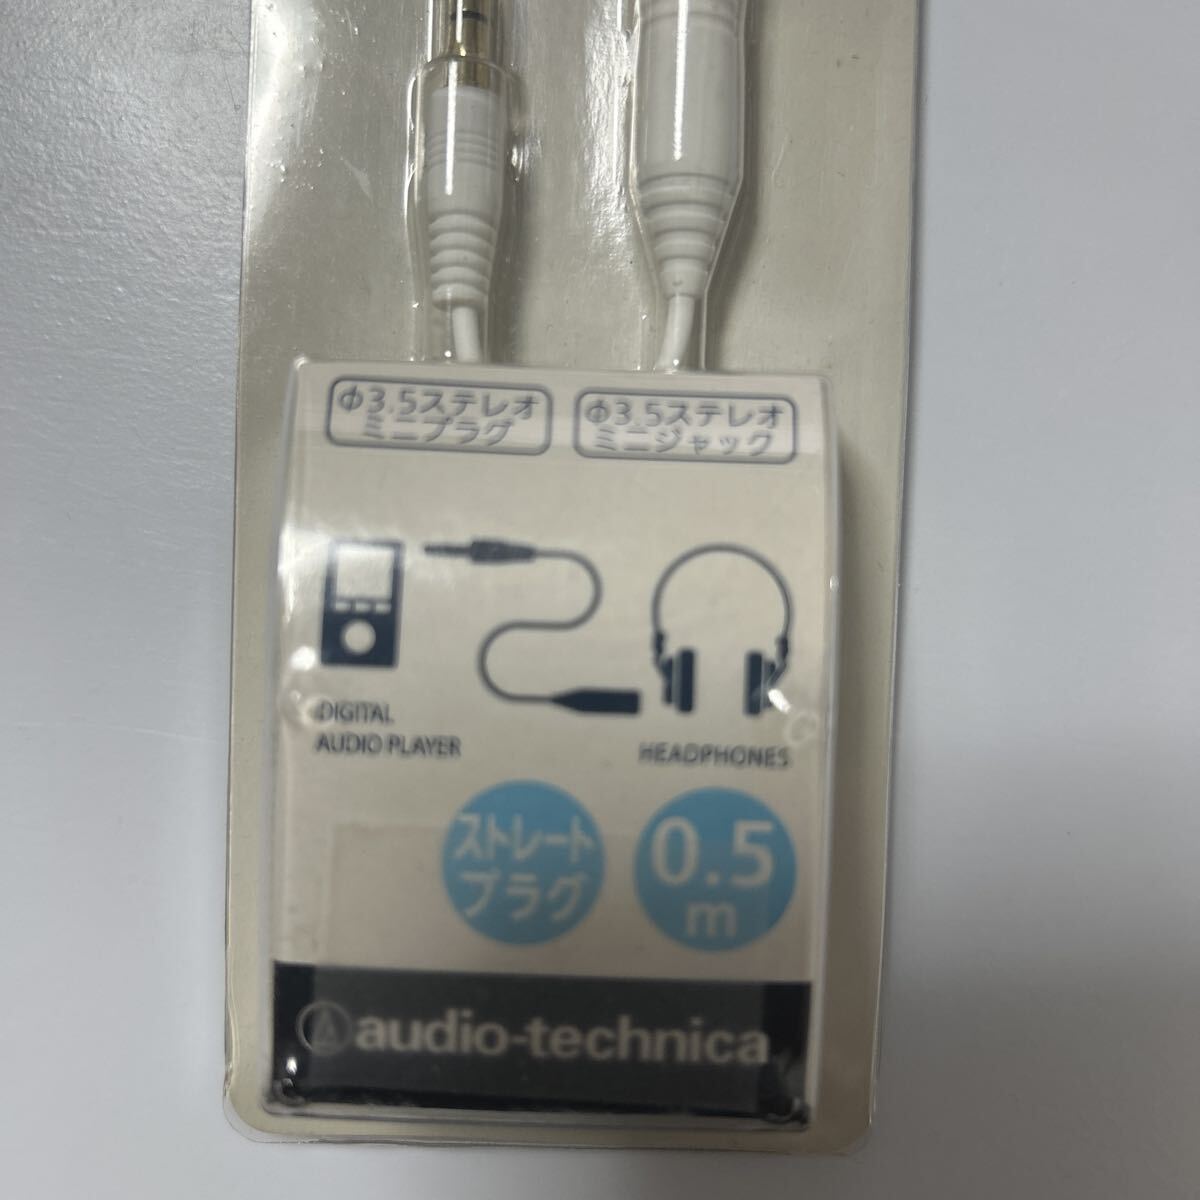 Φ3.5ステレオ
ミニプラグ
Φ3.5ステレオ
ミニジャック
DIGITAL
AUDIO PLAYER
HEADPHONES
ストレート
プラグ
0.5
m
audio-technica